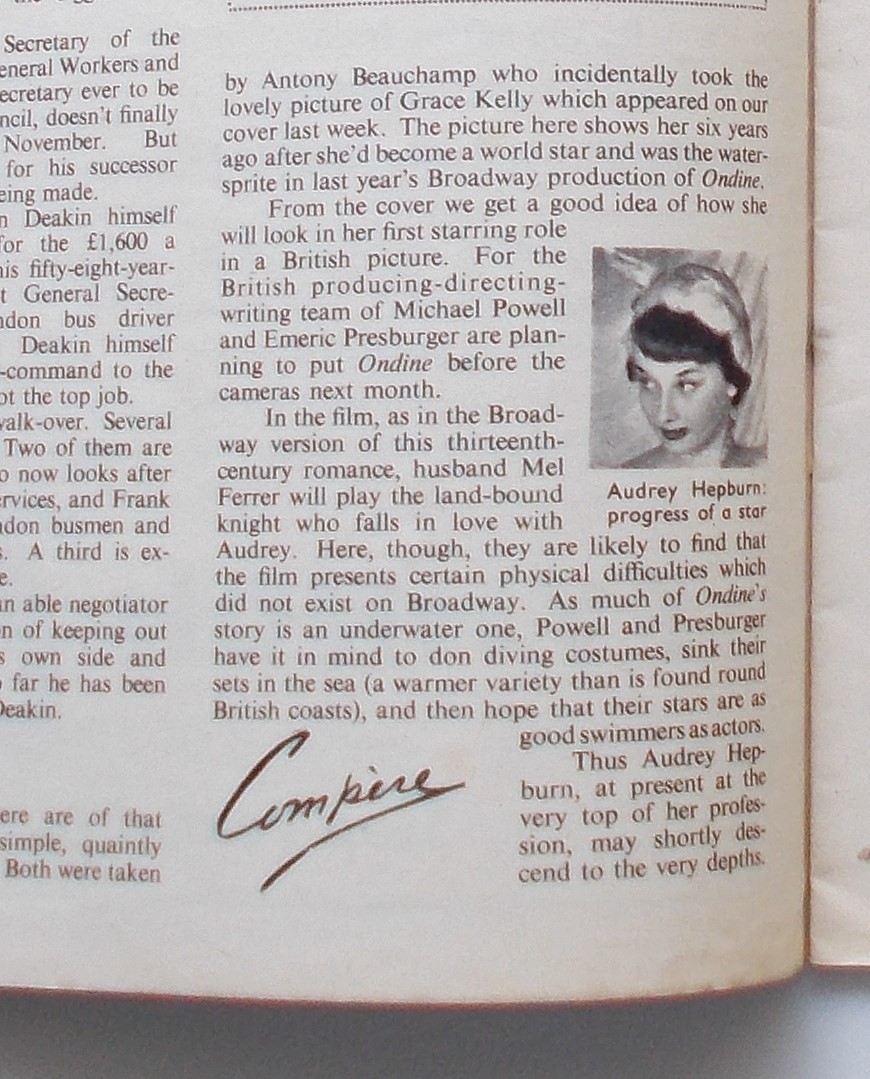 Secretary of the
eneral Workers and
ecretary ever to be
ncil, doesn't finally
November. But
for his successor
eing made.
n Deakin himself
for the £1,600 a
his fifty-eight-year-
t General Secre-
ndon bus driver
Deakin himself
-command to the
ot the top job.
walk-over. Several
Two of them are
o now looks after
ervices, and Frank
ndon busmen and
s. A third is ex-
e.
an able negotiator
n of keeping out
s own side and
o far he has been
Deakin.
ere are of that
simple, quaintly
Both were taken
by Antony Beauchamp who incidentally took the
lovely picture of Grace Kelly which appeared on our
cover last week. The picture here shows her six years
ago after she'd become a world star and was the water-
sprite in last year's Broadway production of Ondine.
From the cover we get a good idea of how she
will look in her first starring role
in a British picture. For the
British producing-directing-
writing team of Michael Powell
and Emeric Presburger are plan-
ning to put Ondine before the
cameras next month.
In the film, as in the Broad-
way version of this thirteenth-
century romance, husband Mel
Ferrer will play the land-bound
knight who falls in love with
Audrey Hepburn:
progress of a star
Audrey. Here, though, they are likely to find that
the film presents certain physical difficulties which
did not exist on Broadway. As much of Ondine's
story is an underwater one, Powell and Presburger
have it in mind to don diving costumes, sink their
sets in the sea (a warmer variety than is found round
British coasts), and then hope that their stars are as
good swimmers as actors.
Thus Audrey Hep-
burn, at present at the
very top of her profes-
sion, may shortly des-
cend to the very depths.
Compère